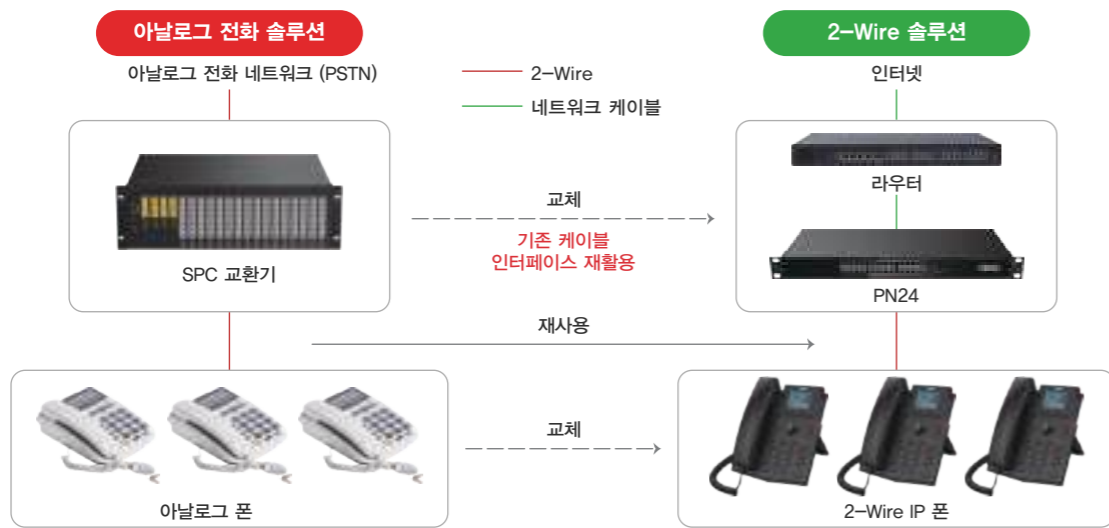 아날로그 전화 솔루션
2-Wire 솔루션
아날로그 전화 네트워크 (PSTN)
2-Wire
네트워크 케이블
인터넷
라우터
교체
기존 케이블
인터페이스 재활용
SPC 교환기
PN24
재사용
교체
아날로그 폰
2-Wire IP 폰